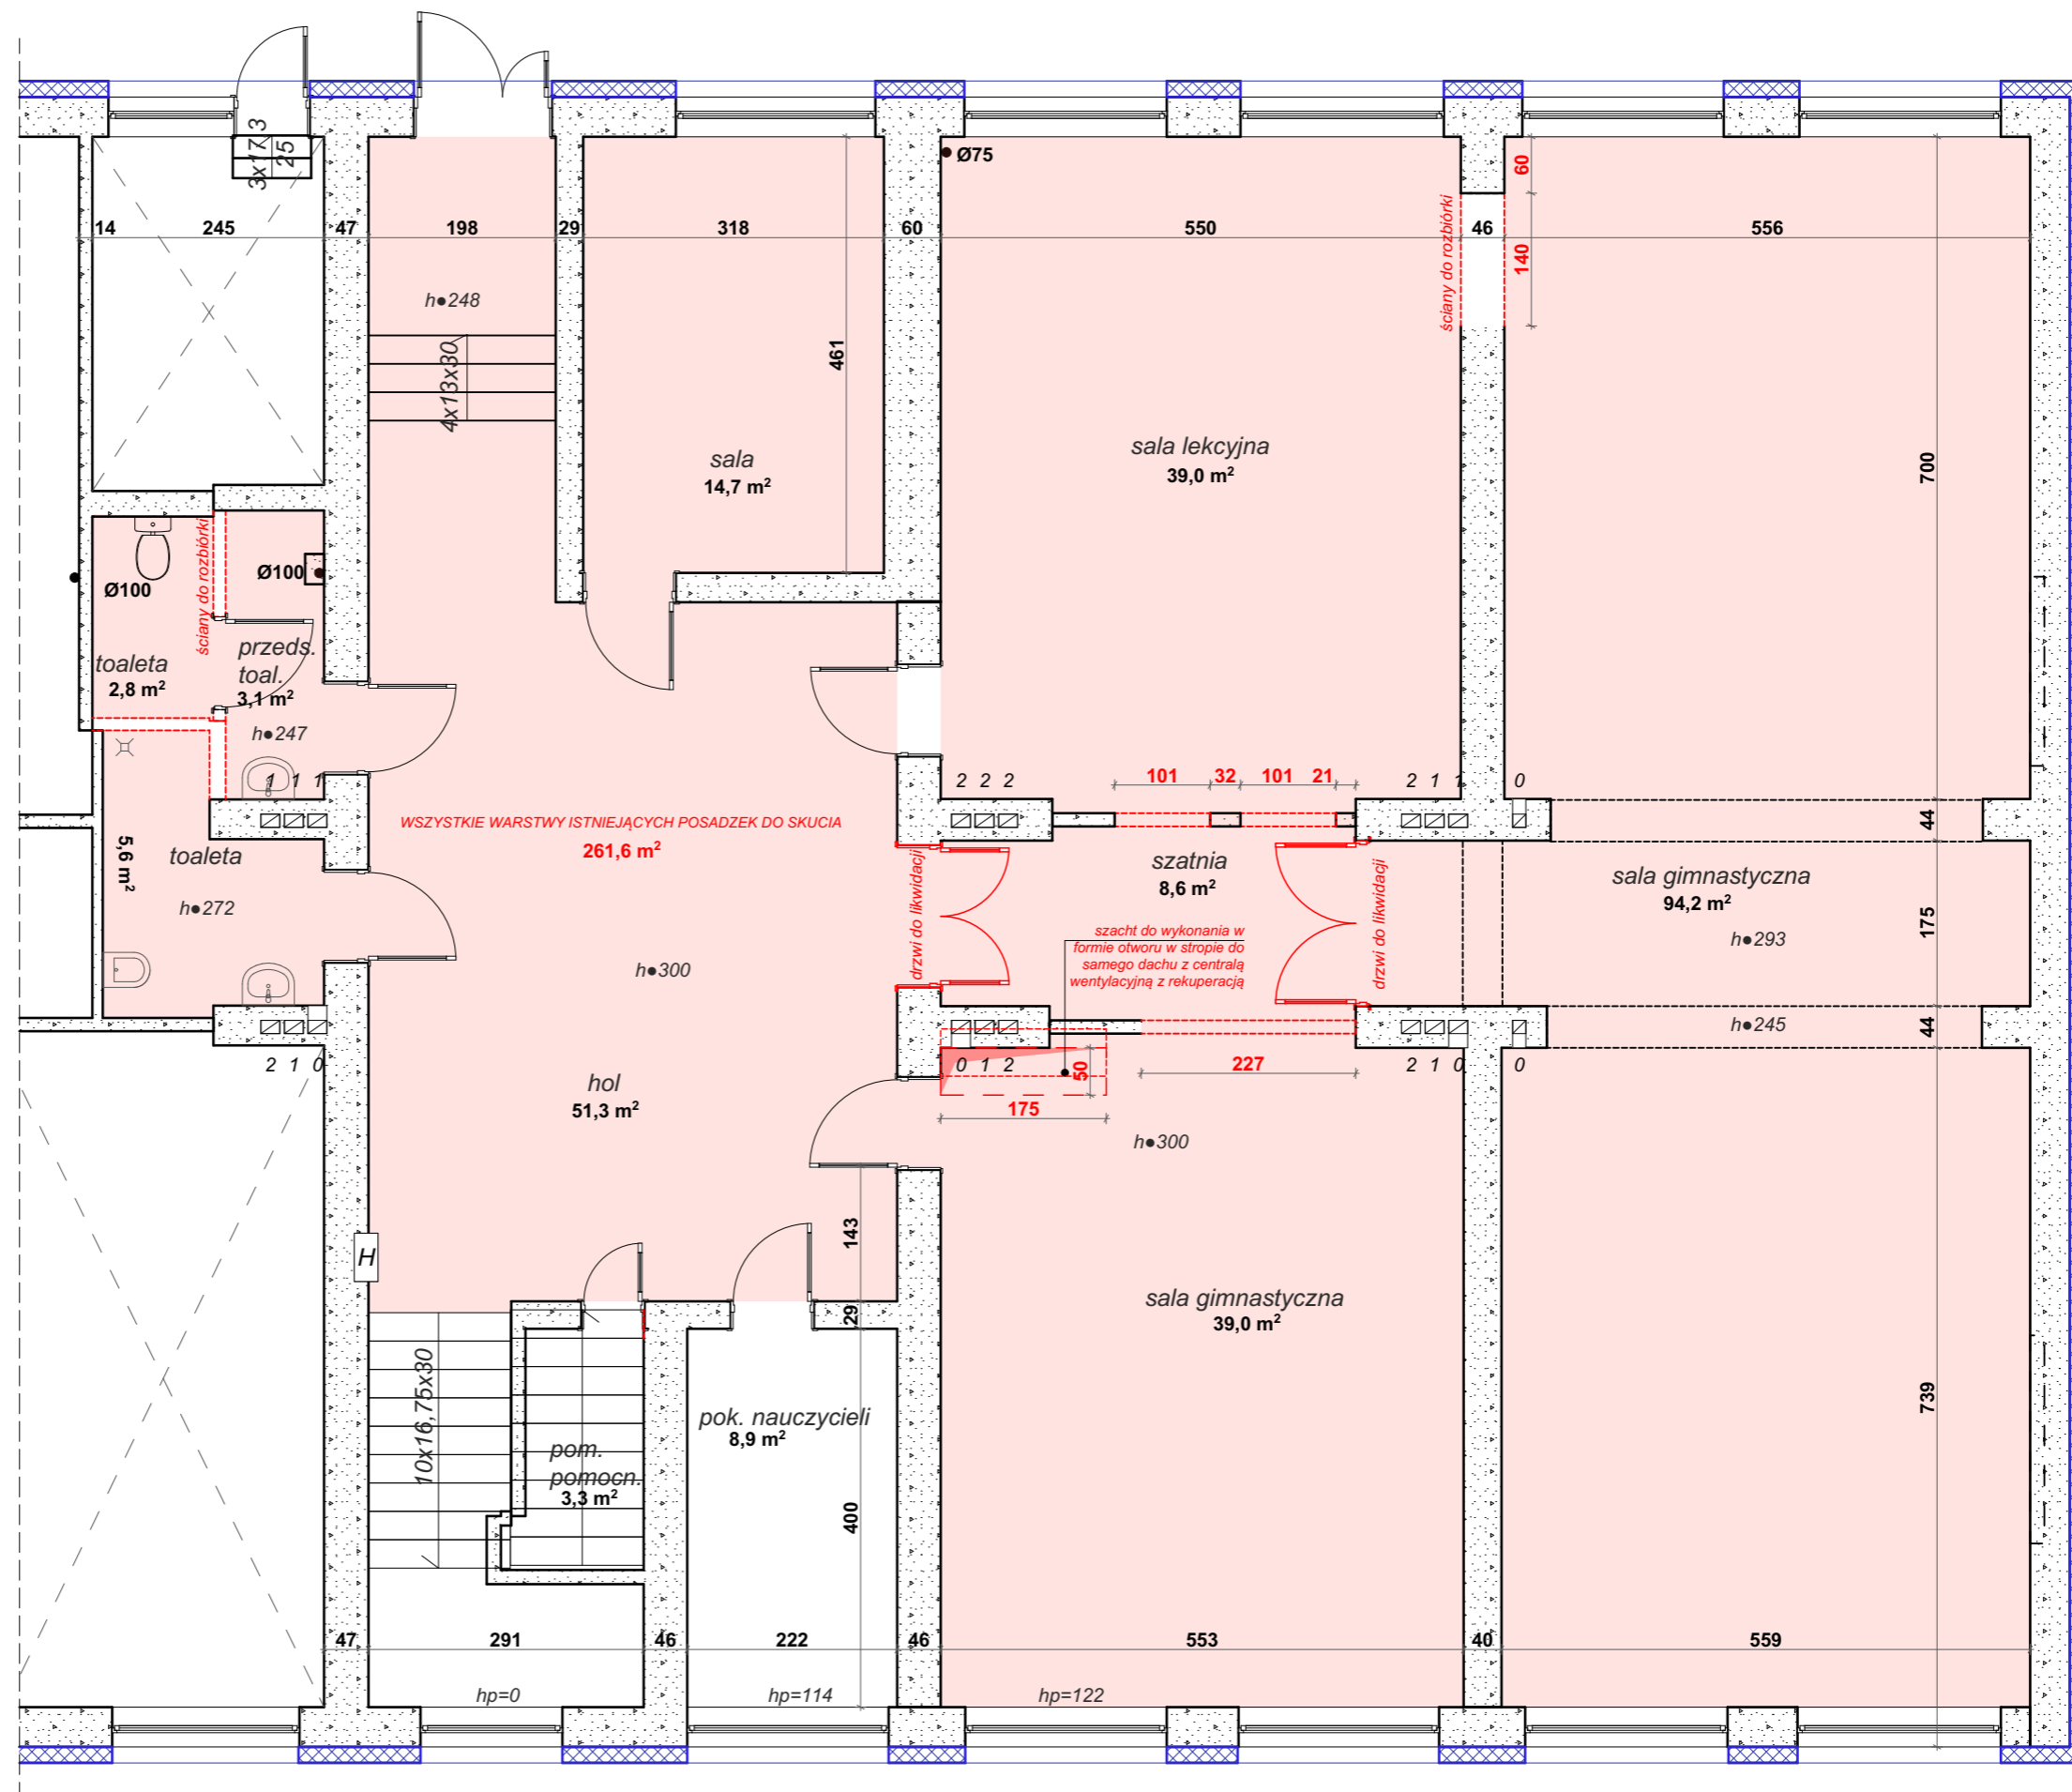 3x17,3
25
Ø75
60
ściany do rozbiórki
140
14
245
47
198
29
318
60
550
46
556
h●248
4x13x30
461
sala
14,7 m²
sala lekcyjna
39,0 m²
700
ściany do rozbiórki
Ø100
Ø100
toaleta
2,8 m²
przeds.
toal.
3,1 m²
h●247
1 1 1
2 2 2
101
32
101
21
2 1 1
0
WSZYSTKIE WARSTWY ISTNIEJĄCYCH POSADZEK DO SKUCIA
261,6 m²
5,6 m²
toaleta
h●272
drzwi do likwidacji
szatnia
8,6 m²
drzwi do likwidacji
sala gimnastyczna
94,2 m²
h●293
44
175
44
szacht do wykonania w
formie otworu w stropie do
samego dachu z centralą
wentylacyjną z rekuperacją
h●300
h●245
2 1 0
0 1 2
50
227
2 1 0
0
hol
51,3 m²
175
h●300
143
H
29
sala gimnastyczna
39,0 m²
10x16,75x30
pok. nauczycieli
8,9 m²
pom.
pomocn.
3,3 m²
400
739
47
291
46
222
46
553
40
559
hp=0
hp=114
hp=122